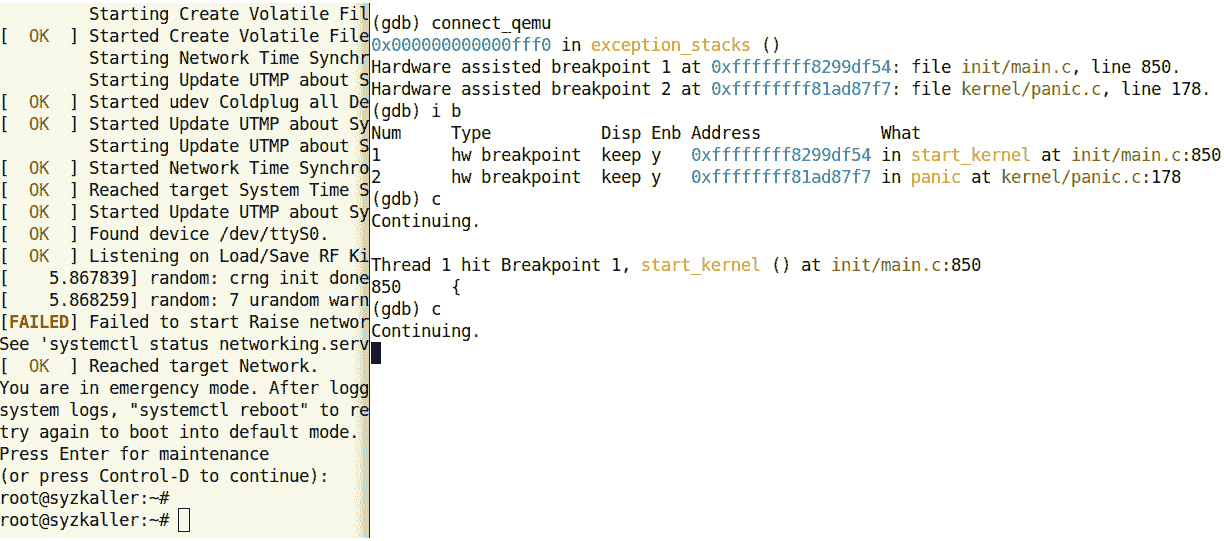 Starting Create Volatile Fil
[  OK  ] Started Create Volatile File
Starting Network Time Synchr
Starting Update UTMP about S
[  OK  ] Started udev Coldplug all De
[  OK  ] Started Update UTMP about Sy
Starting Update UTMP about S
[  OK  ] Started Network Time Synchro
[  OK  ] Reached target System Time S
[  OK  ] Started Update UTMP about Sy
[  OK  ] Found device /dev/ttyS0.
[  OK  ] Listening on Load/Save RF Ki
[    5.867839] random: crng init done
[    5.868259] random: 7 urandom warn
[FAILED] Failed to start Raise networ
See 'systemctl status networking.serv
[  OK  ] Reached target Network.
You are in emergency mode. After logg
system logs, "systemctl reboot" to re
try again to boot into default mode.
Press Enter for maintenance
(or press Control-D to continue):
root@syzkaller:~#
root@syzkaller:~#
(gdb) connect_qemu
0x000000000000fff0 in exception_stacks ()
Hardware assisted breakpoint 1 at 0xffffffff8299df54: file init/main.c, line 850.
Hardware assisted breakpoint 2 at 0xffffffff81ad87f7: file kernel/panic.c, line 178.
(gdb) i b
Num     Type           Disp Enb Address            What
1       hw breakpoint  keep y   0xffffffff8299df54 in start_kernel at init/main.c:850
2       hw breakpoint  keep y   0xffffffff81ad87f7 in panic at kernel/panic.c:178
(gdb) c
Continuing.
Thread 1 hit Breakpoint 1, start_kernel () at init/main.c:850
850     {
(gdb) c
Continuing.